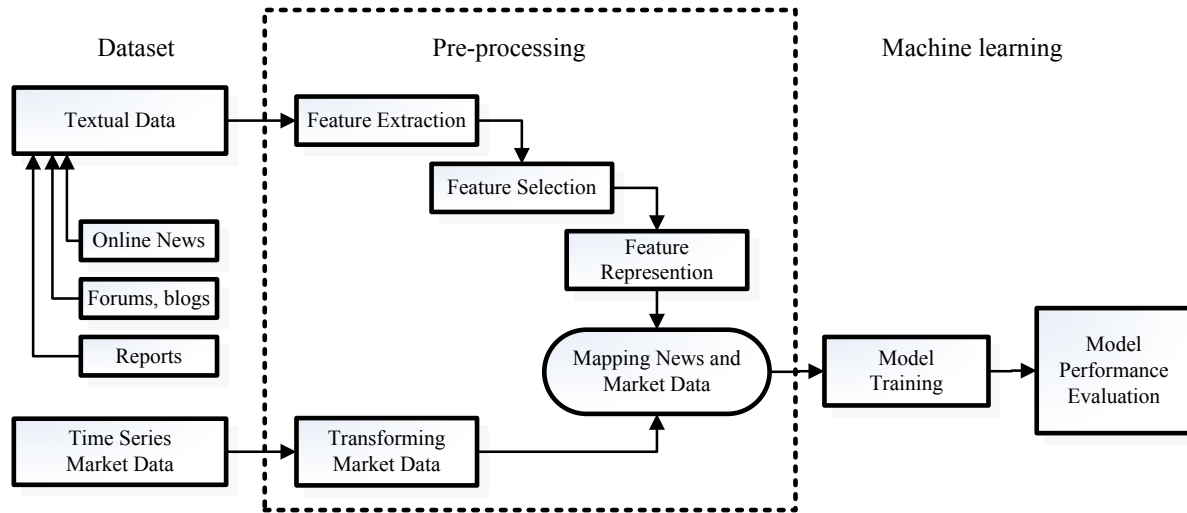 Dataset
Pre-processing
Machine learning
Textual Data
Feature Extraction
Feature Selection
Online News
Feature
Represention
Forums, blogs
Reports
Mapping News and
Market Data
Model
Training
Model
Performance
Evaluation
Time Series
Market Data
Transforming
Market Data